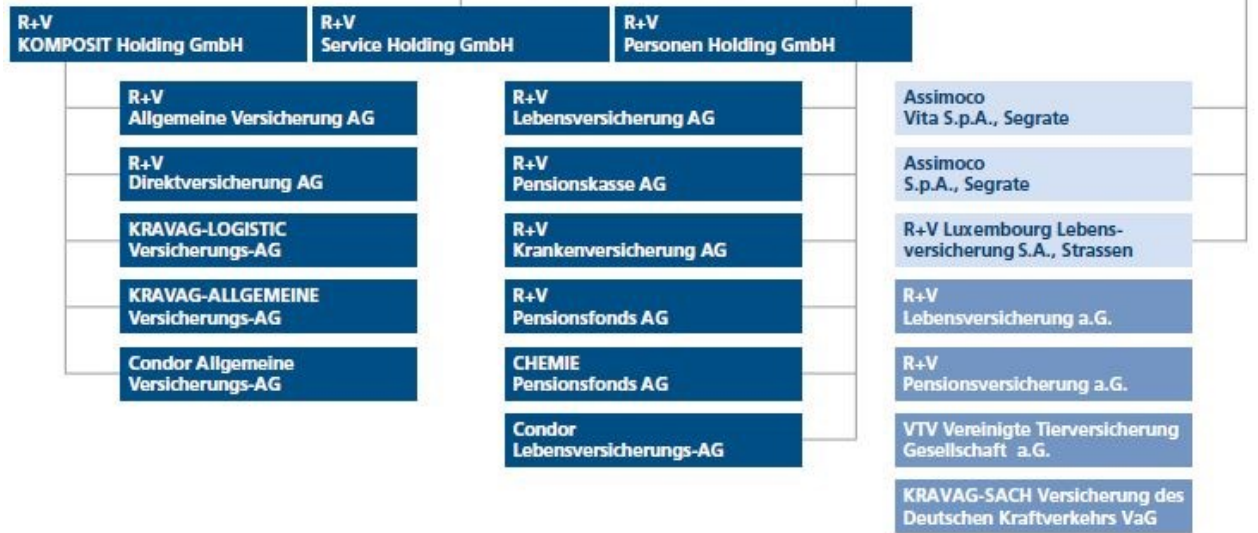 R+V
KOMPOSIT Holding GmbH
R+V
Service Holding GmbH
R+V
Personen Holding GmbH
R+V
Allgemeine Versicherung AG
R+V
Direktversicherung AG
KRAVAG-LOGISTIC
Versicherungs-AG
KRAVAG-ALLGEMEINE
Versicherungs-AG
Condor Allgemeine
Versicherungs-AG
R+V
Lebensversicherung AG
R+V
Pensionskasse AG
R+V
Krankenversicherung AG
R+V
Pensionsfonds AG
CHEMIE
Pensionsfonds AG
Condor
Lebensversicherungs-AG
Assimoco
Vita S.p.A., Segrate
Assimoco
S.p.A., Segrate
R+V Luxembourg Lebens-
versicherung S.A., Strassen
R+V
Lebensversicherung a.G.
R+V
Pensionsversicherung a.G.
VTV Vereinigte Tierversicherung
Gesellschaft a.G.
KRAVAG-SACH Versicherung des
Deutschen Kraftverkehrs VaG